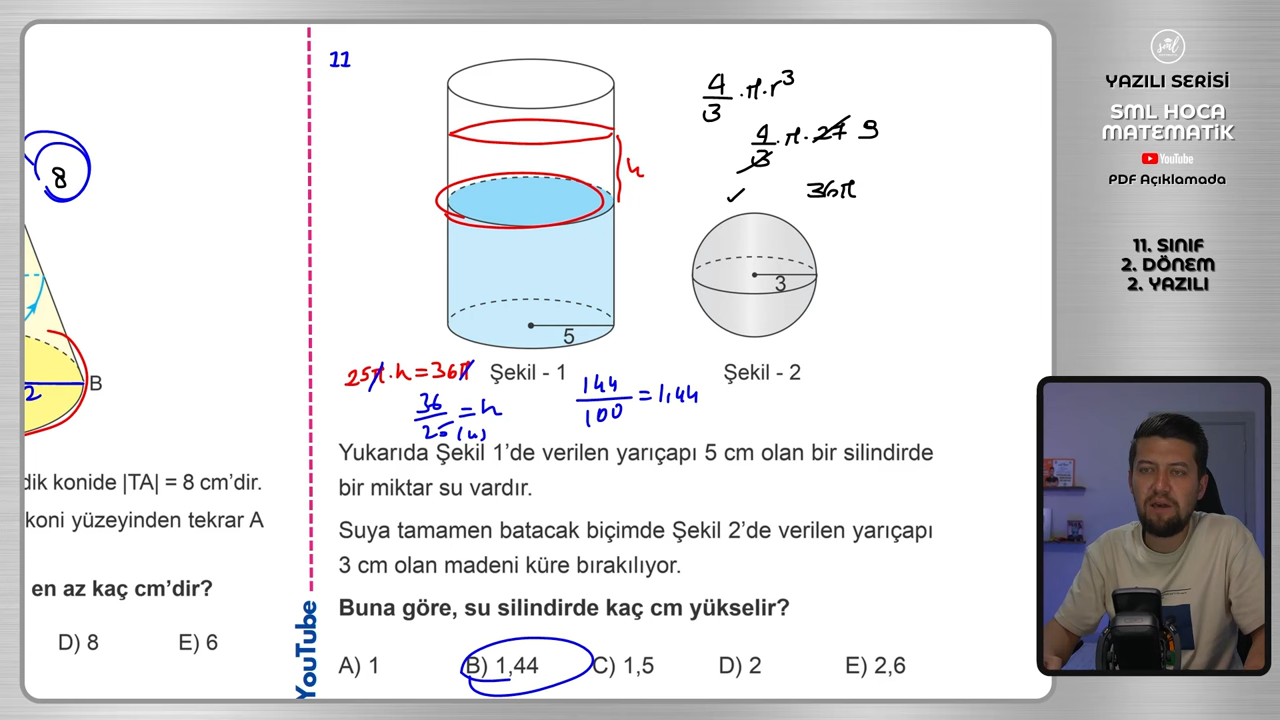 11
4/3 · π · r³
4/3 · π · 27 9
36π
8
h
3
5
B
2
25π · h = 36π
Şekil - 1
Şekil - 2
36/25 = h
(4)
144/100 = 1,44
Yukarıda Şekil 1’de verilen yarıçapı 5 cm olan bir silindirde
bir miktar su vardır.
Suya tamamen batacak biçimde Şekil 2’de verilen yarıçapı
3 cm olan madeni küre bırakılıyor.
Buna göre, su silindirde kaç cm yükselir?
A) 1
B) 1,44
C) 1,5
D) 2
E) 2,6
dik konide |TA| = 8 cm’dir.
koni yüzeyinden tekrar A
en az kaç cm’dir?
D) 8
E) 6
YouTube
sml
YAZILI SERİSİ
SML HOCA
MATEMATİK
YouTube
PDF Açıklamada
11. SINIF
2. DÖNEM
2. YAZILI